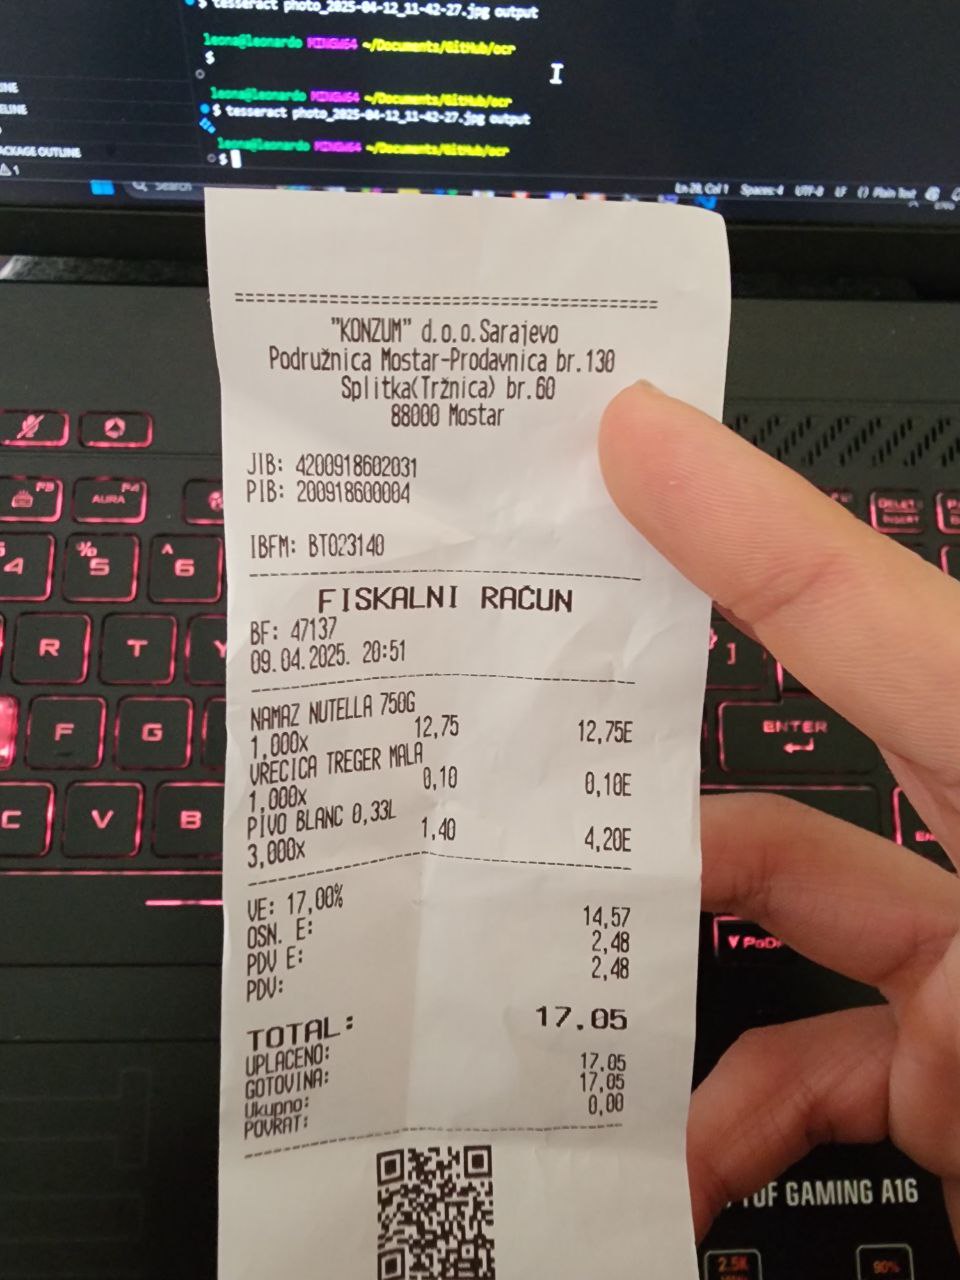 $ tesseract photo_2025-04-12_11-42-27.jpg output
leona@leonardo MINGW64 ~/Documents/GitHub/ocr
$
leona@leonardo MINGW64 ~/Documents/GitHub/ocr
$ tesseract photo_2025-04-12_11-42-27.jpg output
leona@leonardo MINGW64 ~/Documents/GitHub/ocr
$
PACKAGE OUTLINE
1
Search
Ln 28, Col 1 Spaces: 4 UTF-8 LF Plain Text
"KONZUM" d.o.o.Sarajevo
Podružnica Mostar-Prodavnica br.130
Splitka(Tržnica) br.60
88000 Mostar
JIB: 4200918602031
PIB: 200918600004
IBFM: BT023140
FISKALNI RAČUN
BF: 47137
09.04.2025. 20:51
NAMAZ NUTELLA 750G
1,000x 12,75 12,75E
VREĆICA TREGER MALA
1,000x 0,10 0,10E
PIVO BLANC 0,33L
3,000x 1,40 4,20E
VE: 17,00%
OSN. E: 14,57
PDV E: 2,48
PDV: 2,48
TOTAL: 17,05
UPLAĆENO:
GOTOVINA: 17,05
Ukupno: 17,05
POVRAT: 0,00
F3
AURA F4
4 % 5 ^ 6
R T Y
F G
C V B
DELETE
INSERT
]
ENTER
TUF GAMING A16
2.5K
90%